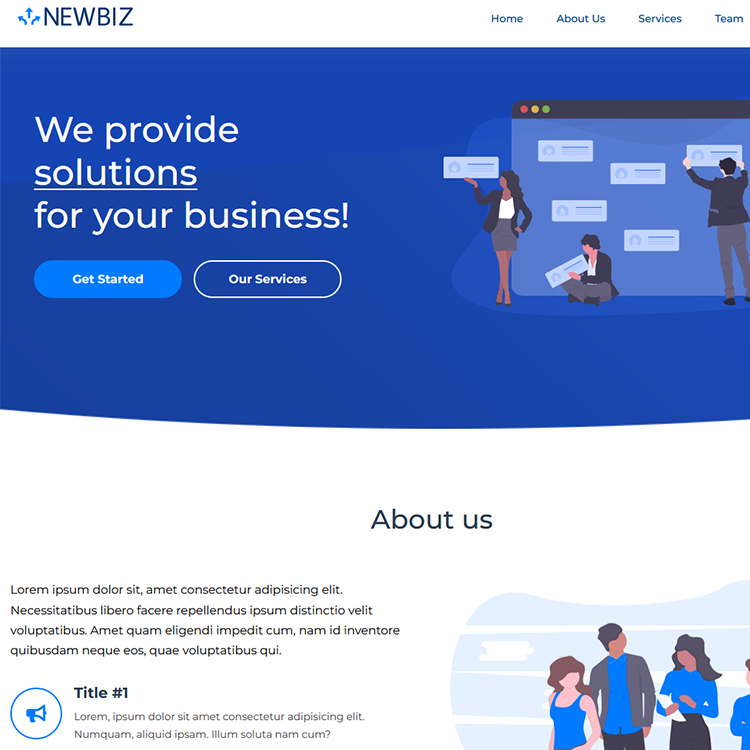 NEWBIZ
Home About Us Services Team
We provide
solutions
for your business!
Get Started Our Services
About us
Lorem ipsum dolor sit, amet consectetur adipisicing elit.
Necessitatibus libero facere repellendus ipsum distinctio velit
voluptatibus. Amet quam eligendi impedit cum, nam id inventore
quibusdam neque eos, quae voluptatibus qui.
Title #1
Lorem, ipsum dolor sit amet consectetur adipisicing elit.
Numquam, aliquid ipsam. Illum soluta nam cum?